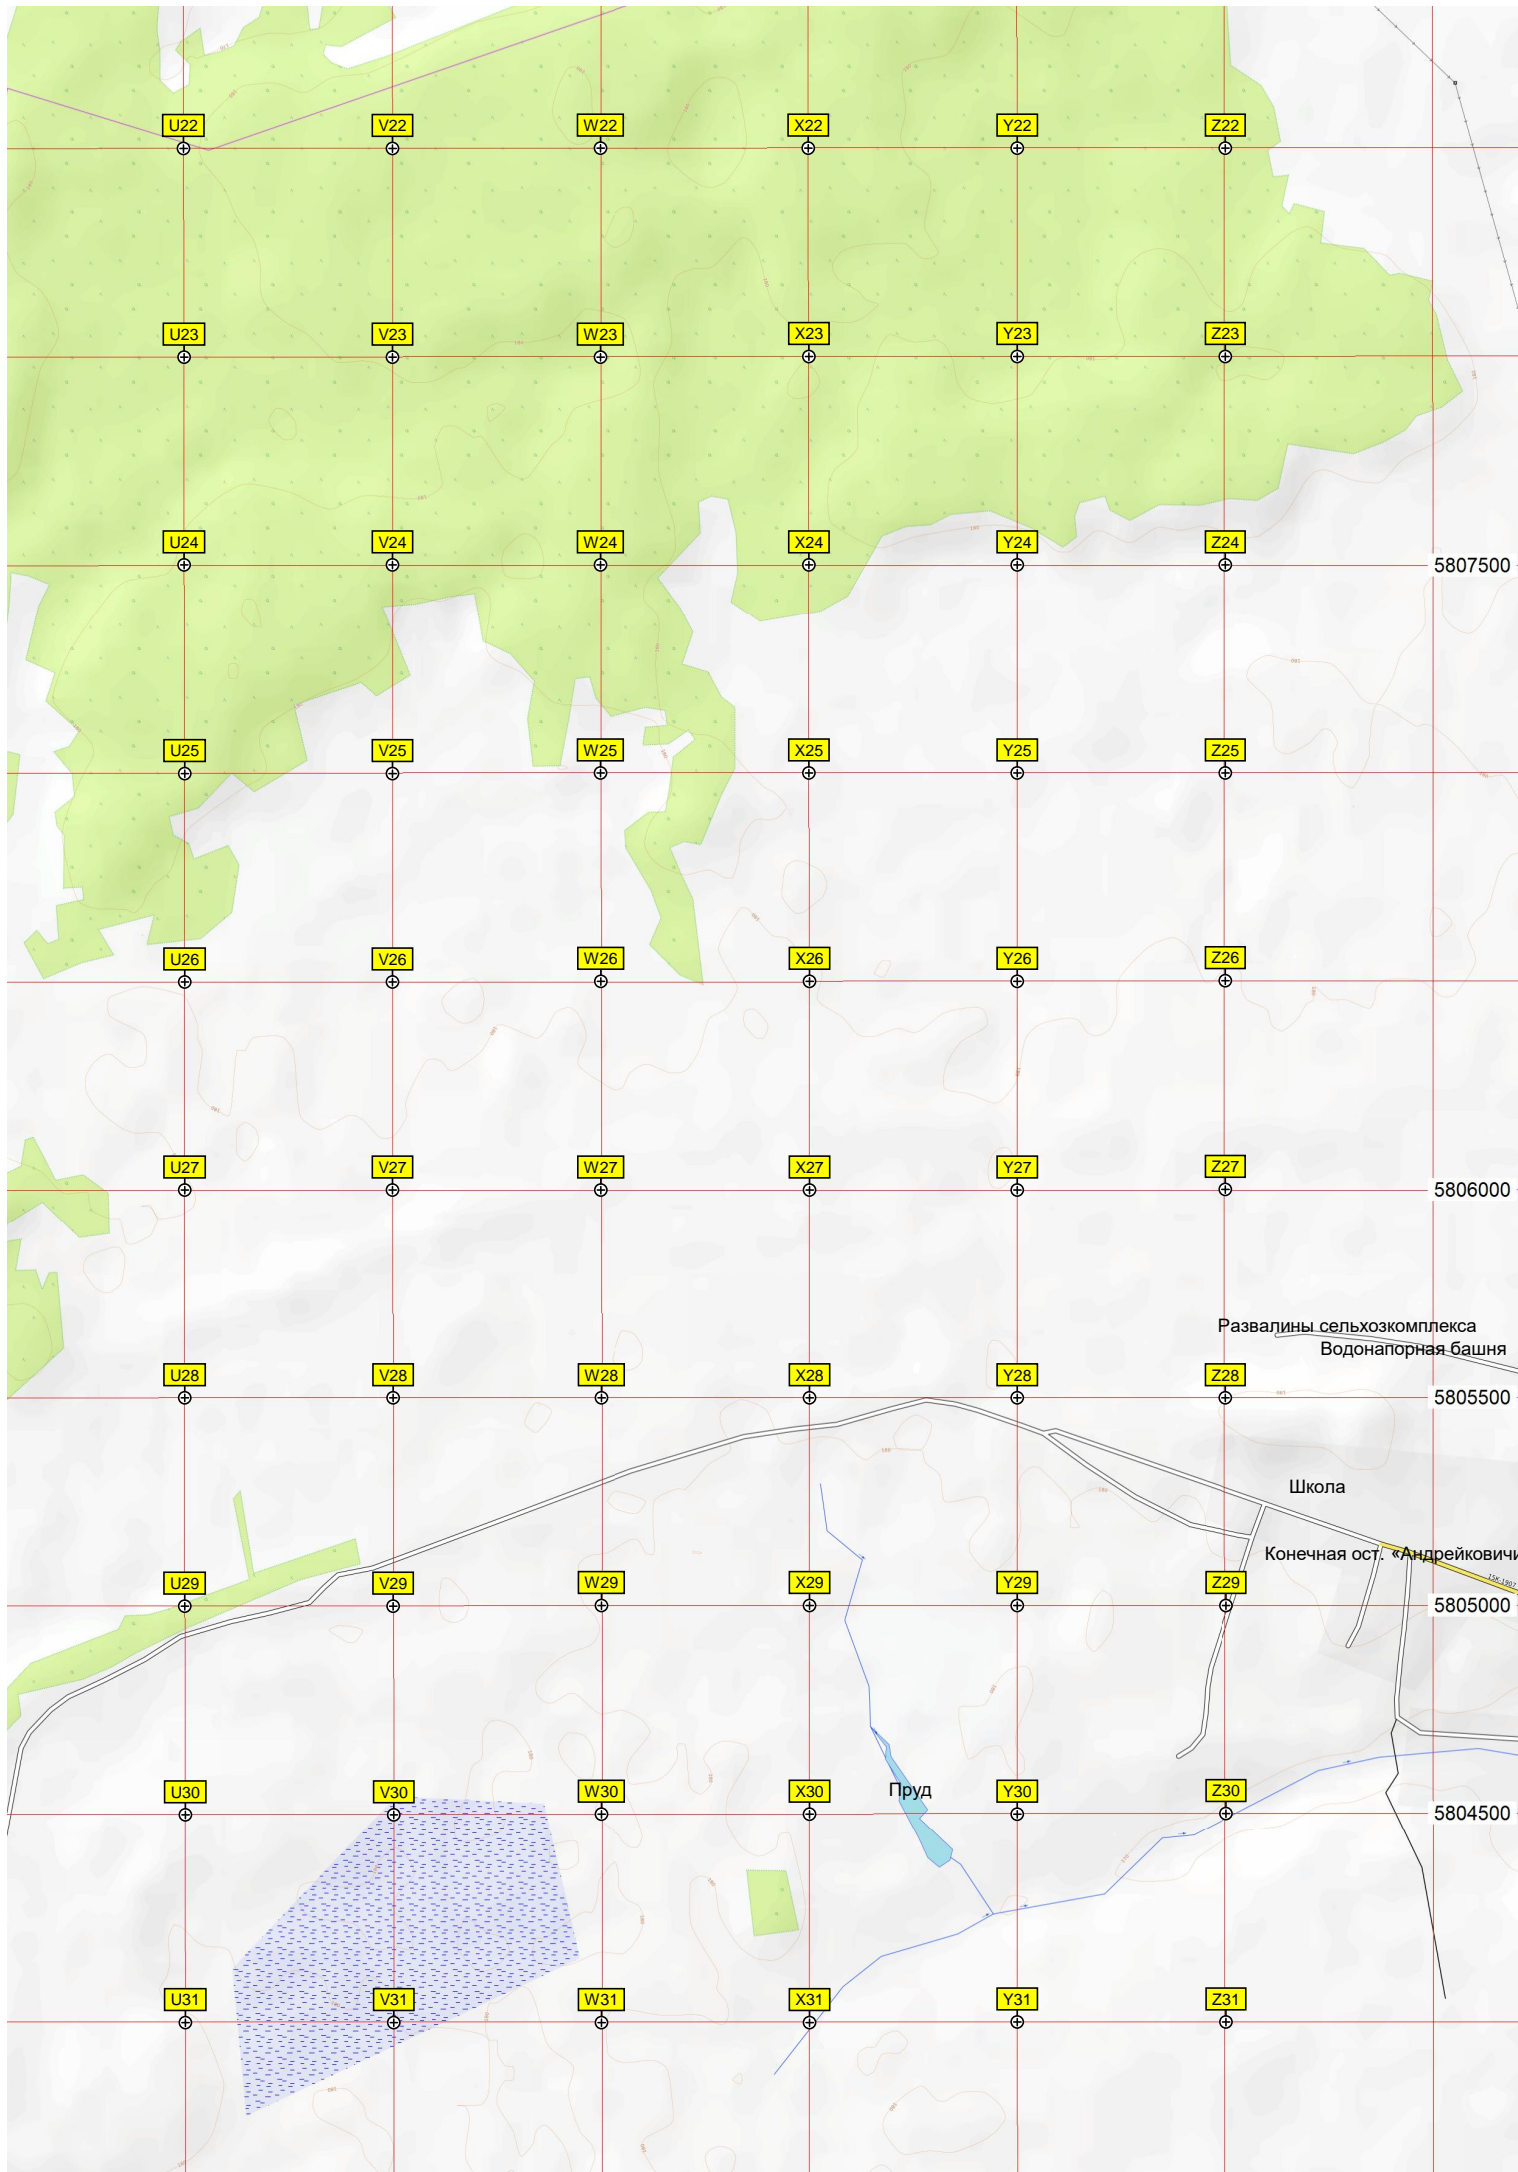 U22 V22 W22 X22 Y22 Z22
U23 V23 W23 X23 Y23 Z23
U24 V24 W24 X24 Y24 Z24
5807500
U25 V25 W25 X25 Y25 Z25
U26 V26 W26 X26 Y26 Z26
U27 V27 W27 X27 Y27 Z27
5806000
Развалины сельхозкомплекса
Водонапорная башня
U28 V28 W28 X28 Y28 Z28
5805500
Школа
Конечная ост. «Андрейковичи
15К-1907
U29 V29 W29 X29 Y29 Z29
5805000
Пруд
U30 V30 W30 X30 Y30 Z30
5804500
U31 V31 W31 X31 Y31 Z31